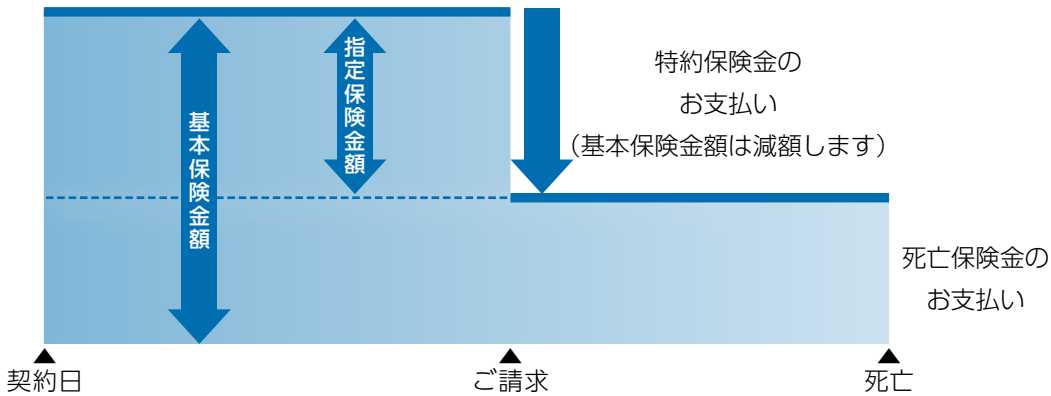 基本保険金額
指定保険金額
特約保険金の
お支払い
（基本保険金額は減額します）
死亡保険金の
お支払い
契約日
ご請求
死亡